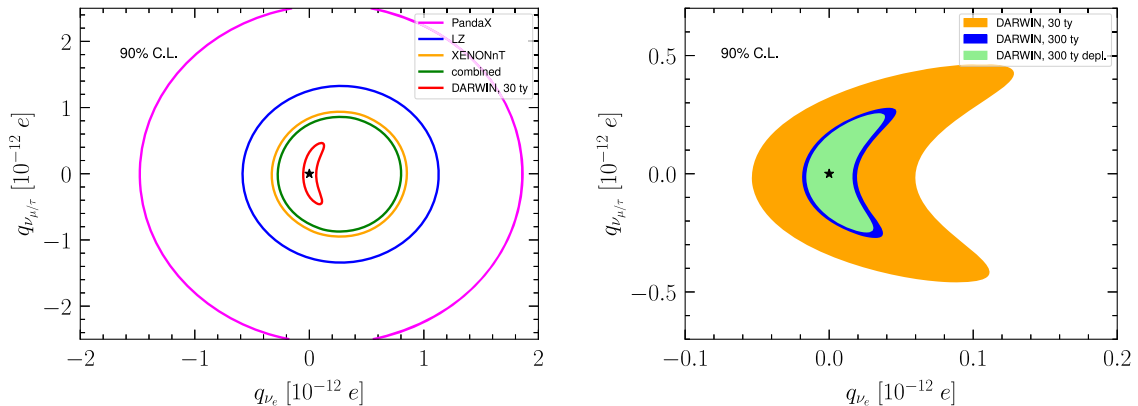 90% C.L.
PandaX
LZ
XENONnT
combined
DARWIN, 30 ty
2
1
0
−1
−2
−2
−1
0
1
2
q_{ν_{μ/τ}} [10^{−12} e]
q_{ν_e} [10^{−12} e]
90% C.L.
DARWIN, 30 ty
DARWIN, 300 ty
DARWIN, 300 ty depl.
0.5
0.0
−0.5
−0.1
0.0
0.1
0.2
q_{ν_{μ/τ}} [10^{−12} e]
q_{ν_e} [10^{−12} e]